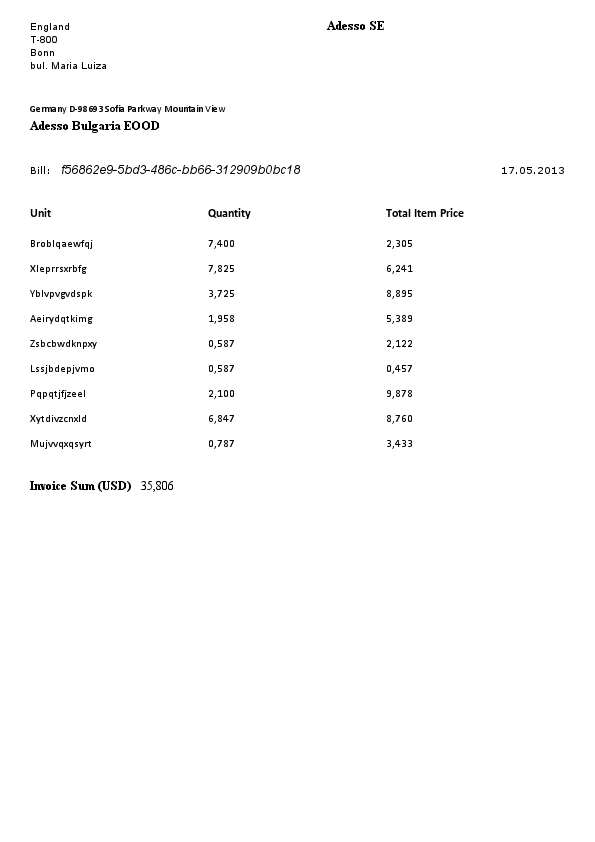 England
Adesso SE
T-800
Bonn
bul. Maria Luiza
Germany D-98693 Sofia Parkway Mountain View
Adesso Bulgaria EOOD
Bill: f56862e9-5bd3-486c-bb66-312909b0bc18 17.05.2013
Unit Quantity Total Item Price
Broblqaewfqj 7,400 2,305
Xleprrsxrbfg 7,825 6,241
Yblvpvgvdspk 3,725 8,895
Aeirydqtkimg 1,958 5,389
Zsbcbwdknpxy 0,587 2,122
Lssjbdepjvmo 0,587 0,457
Pqpqtjfjzeel 2,100 9,878
Xytdivzcnxld 6,847 8,760
Mujvvqxqsyrt 0,787 3,433
Invoice Sum (USD) 35,806